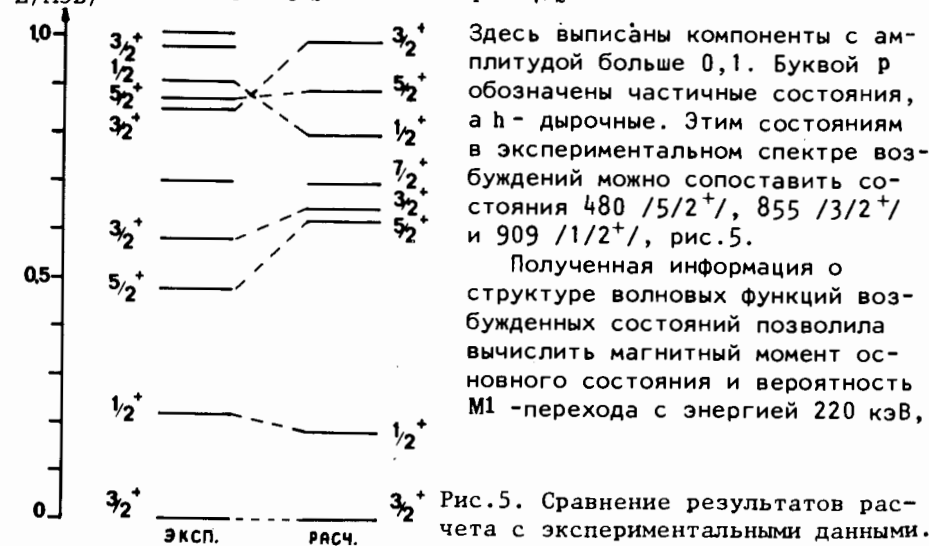 1,0
3/2+
1/2
5/2+
3/2+
3/2+
5/2+
0,5
1/2+
3/2+
0
ЭКСП.
3/2+
5/2+
1/2+
7/2+
3/2+
5/2+
1/2+
3/2+
РАСЧ.
Здесь выписаны компоненты с ам-
плитудой больше 0,1. Буквой p
обозначены частичные состояния,
а h - дырочные. Этим состояниям
в экспериментальном спектре воз-
буждений можно сопоставить со-
стояния 480 /5/2+/, 855 /3/2+/
и 909 /1/2+/, рис.5.
Полученная информация о
структуре волновых функций воз-
бужденных состояний позволила
вычислить магнитный момент ос-
новного состояния и вероятность
М1 -перехода с энергией 220 кэВ,
Рис.5. Сравнение результатов рас-
чета с экспериментальными данными.